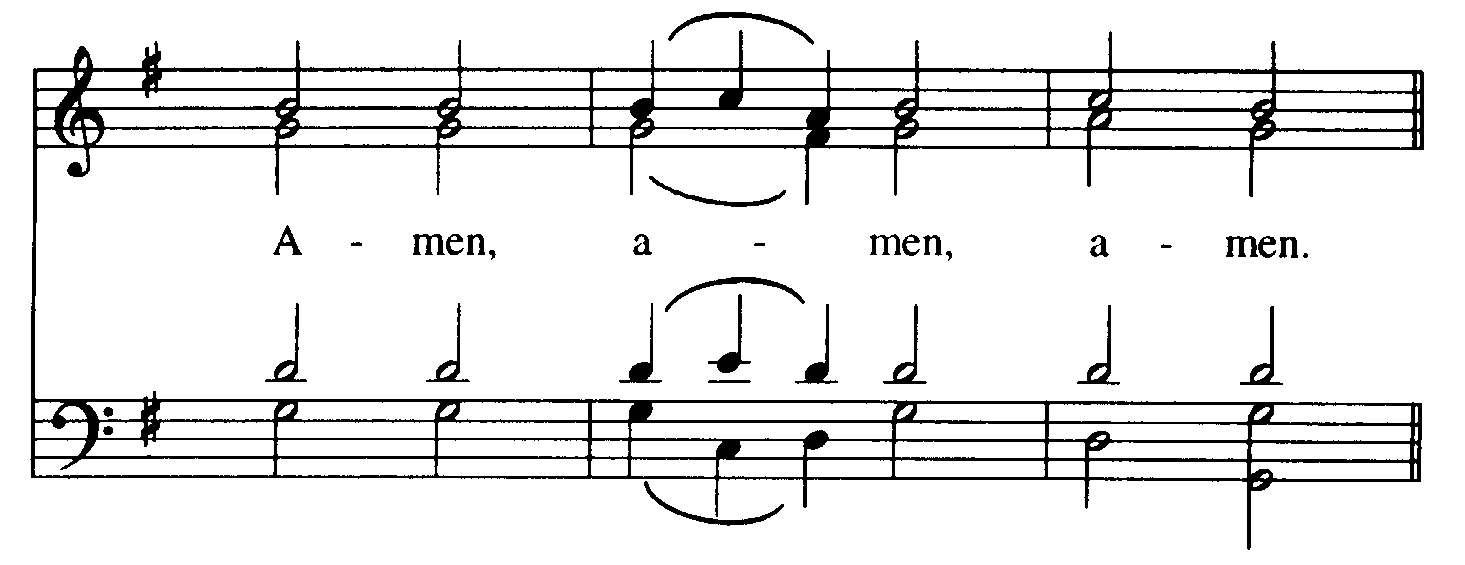 A - men, a - men, a - men.